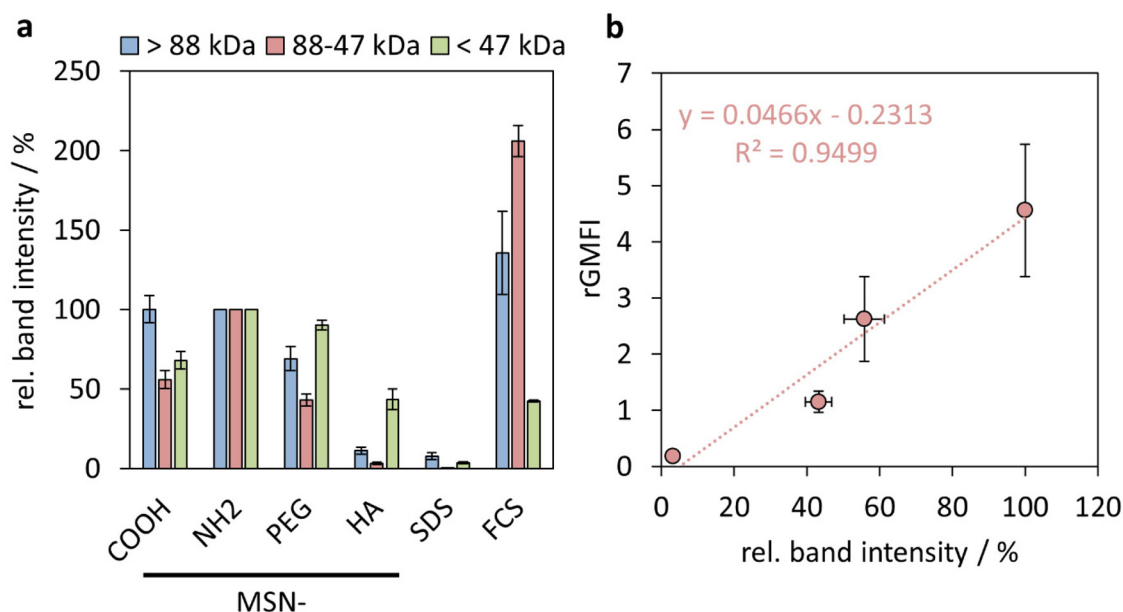 a
> 88 kDa 88-47 kDa < 47 kDa
rel. band intensity / %
250
200
150
100
50
0
COOH NH2 PEG HA SDS FCS
MSN-
b
y = 0.0466x - 0.2313
R² = 0.9499
rGMFI
7
6
5
4
3
2
1
0
0 20 40 60 80 100 120
rel. band intensity / %